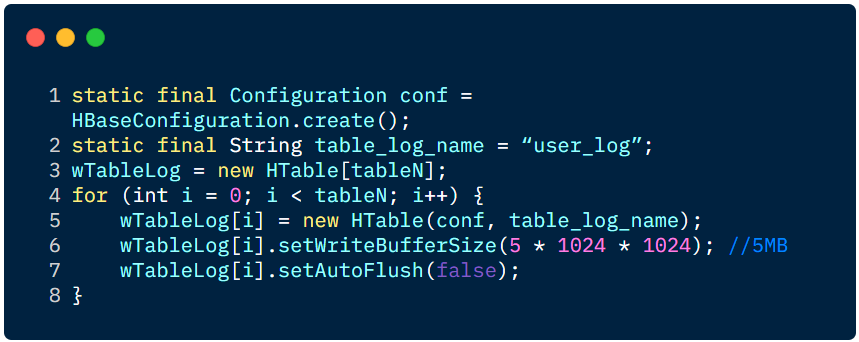 1 static final Configuration conf =
HBaseConfiguration.create();
2 static final String table_log_name = “user_log”;
3 wTableLog = new HTable[tableN];
4 for (int i = 0; i < tableN; i++) {
5     wTableLog[i] = new HTable(conf, table_log_name);
6     wTableLog[i].setWriteBufferSize(5 * 1024 * 1024); //5MB
7     wTableLog[i].setAutoFlush(false);
8 }